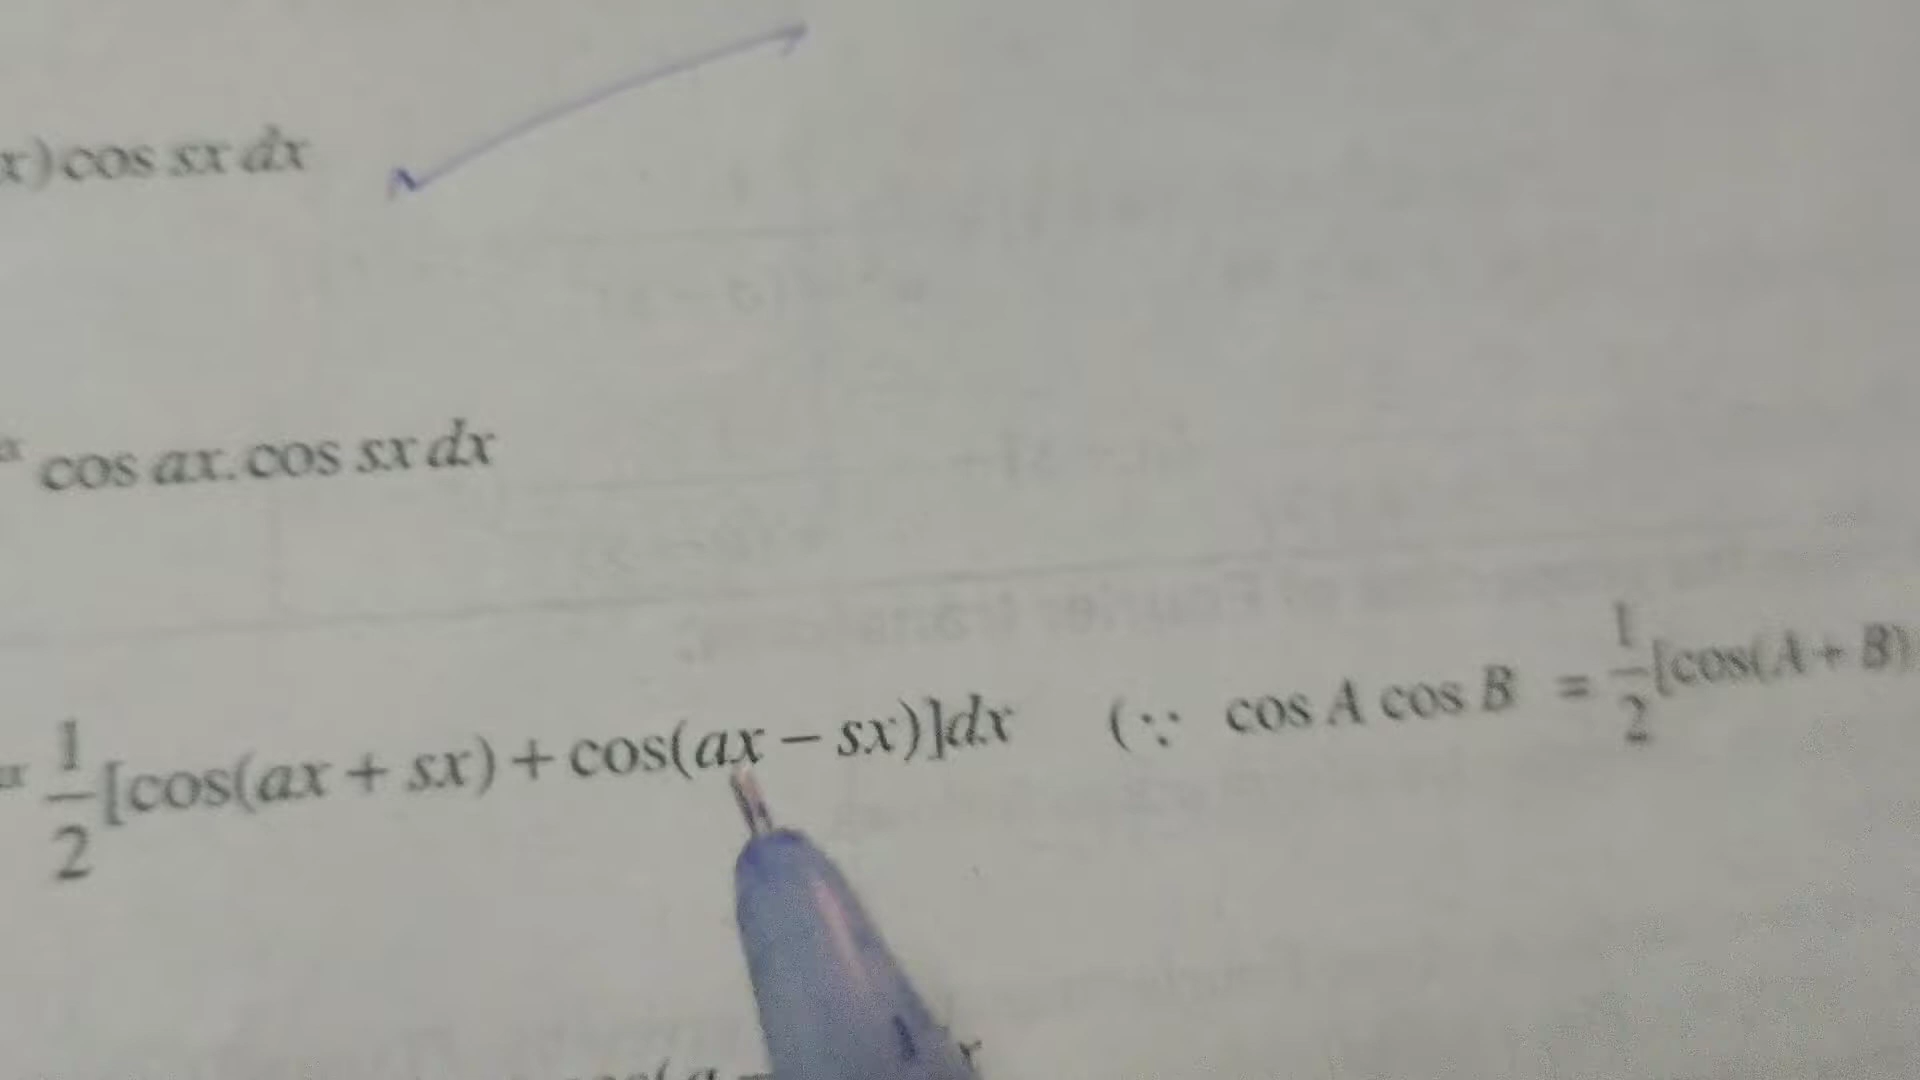 x) cos sx dx
cos ax. cos sx dx
1/2 [cos(ax + sx) + cos(ax − sx)]dx (∵ cos A cos B = 1/2 [cos(A + B)